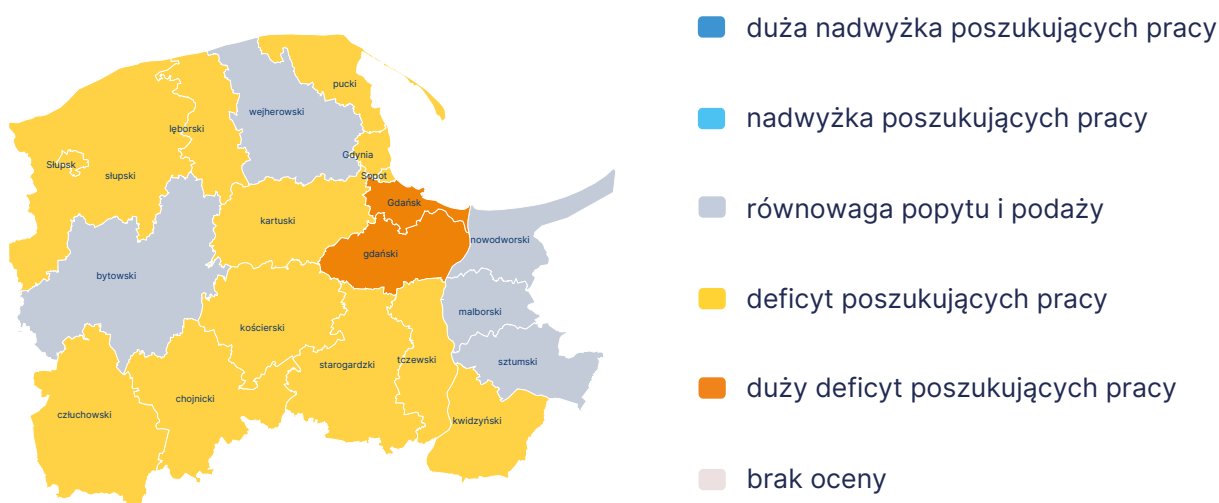 pucki
wejherowski
lęborski
Gdynia
Słupsk
słupski
Sopot
Gdańsk
kartuski
nowodworski
gdański
bytowski
malborski
kościerski
sztumski
starogardzki
tczewski
chojnicki
człuchowski
kwidzyński
duża nadwyżka poszukujących pracy
nadwyżka poszukujących pracy
równowaga popytu i podaży
deficyt poszukujących pracy
duży deficyt poszukujących pracy
brak oceny